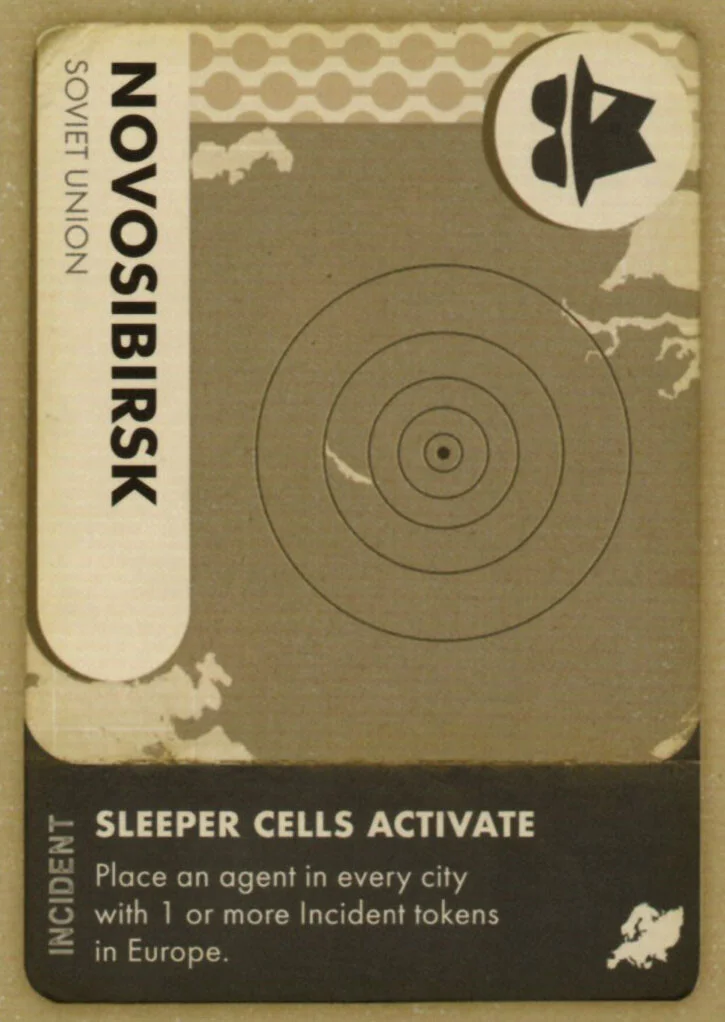 NOVOSIBIRSK
SOVIET UNION
INCIDENT
SLEEPER CELLS ACTIVATE
Place an agent in every city
with 1 or more Incident tokens
in Europe.